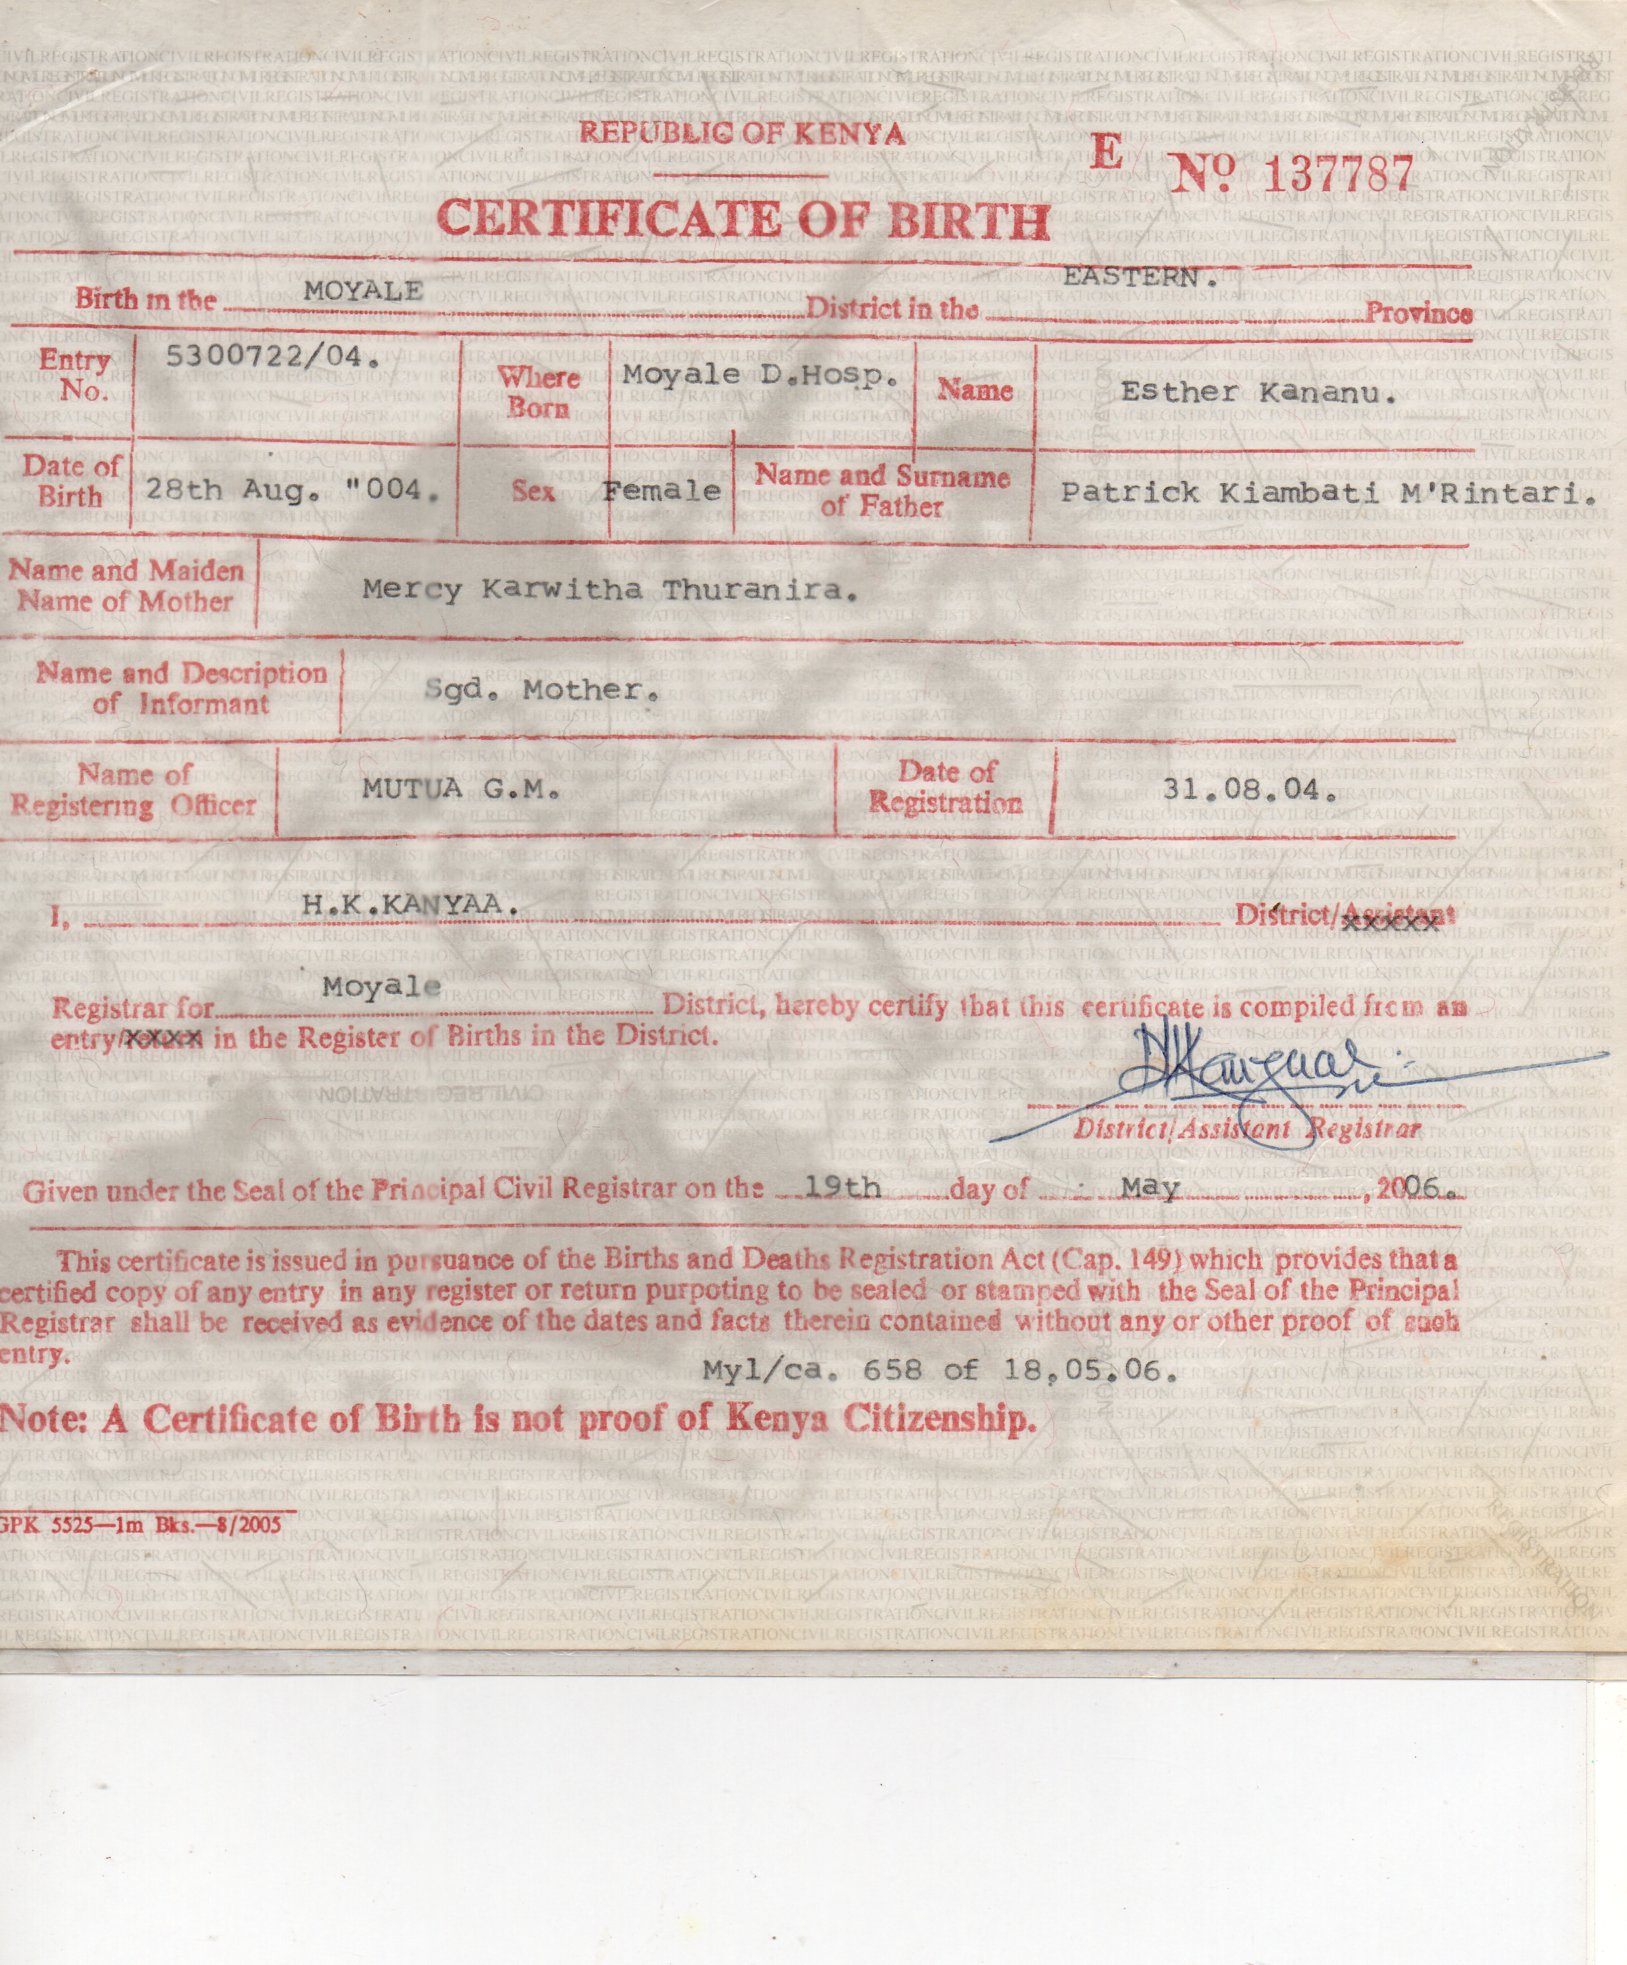 REPUBLIC OF KENYA
E Nº 137787
CERTIFICATE OF BIRTH
Birth in the MOYALE District in the EASTERN. Province
Entry No. 5300722/04. Where Born Moyale D.Hosp. Name Esther Kananu.
Date of Birth 28th Aug. "004. Sex Female Name and Surname of Father Patrick Kiambati M'Rintari.
Name and Maiden Name of Mother Mercy Karwitha Thuranira.
Name and Description of Informant Sgd. Mother.
Name of Registering Officer MUTUA G.M. Date of Registration 31.08.04.
I, H.K.KANYAA. District/Assistant
Registrar for Moyale District, hereby certify that this certificate is compiled from an
entry/return in the Register of Births in the District.
CIVIL REGISTRATION
District/Assistant Registrar
Given under the Seal of the Principal Civil Registrar on the 19th day of May, 2006.
This certificate is issued in pursuance of the Births and Deaths Registration Act (Cap. 149) which provides that a
certified copy of any entry in any register or return purpoting to be sealed or stamped with the Seal of the Principal
Registrar shall be received as evidence of the dates and facts therein contained without any or other proof of such
entry.
Myl/ca. 658 of 18.05.06.
Note: A Certificate of Birth is not proof of Kenya Citizenship.
GPK 5525—1m Bks.—8/2005
REGISTRATION